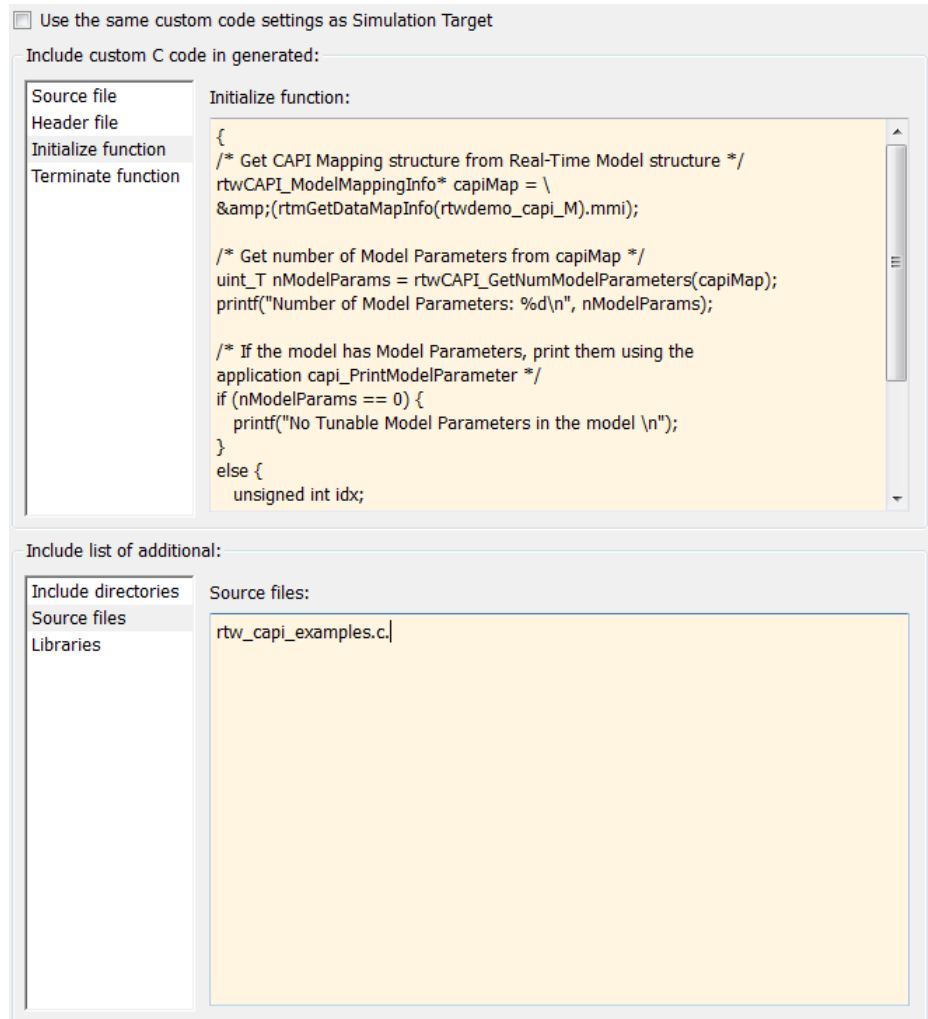 Use the same custom code settings as Simulation Target
Include custom C code in generated:
Source file
Header file
Initialize function
Terminate function
Initialize function:
{
/* Get CAPI Mapping structure from Real-Time Model structure */
rtwCAPI_ModelMappingInfo* capiMap = \
&amp;(rtmGetDataMapInfo(rtwdemo_capi_M).mmi);
/* Get number of Model Parameters from capiMap */
uint_T nModelParams = rtwCAPI_GetNumModelParameters(capiMap);
printf("Number of Model Parameters: %d\n", nModelParams);
/* If the model has Model Parameters, print them using the
application capi_PrintModelParameter */
if (nModelParams == 0) {
printf("No Tunable Model Parameters in the model \n");
}
else {
unsigned int idx;
Include list of additional:
Include directories
Source files
Libraries
Source files:
rtw_capi_examples.c.